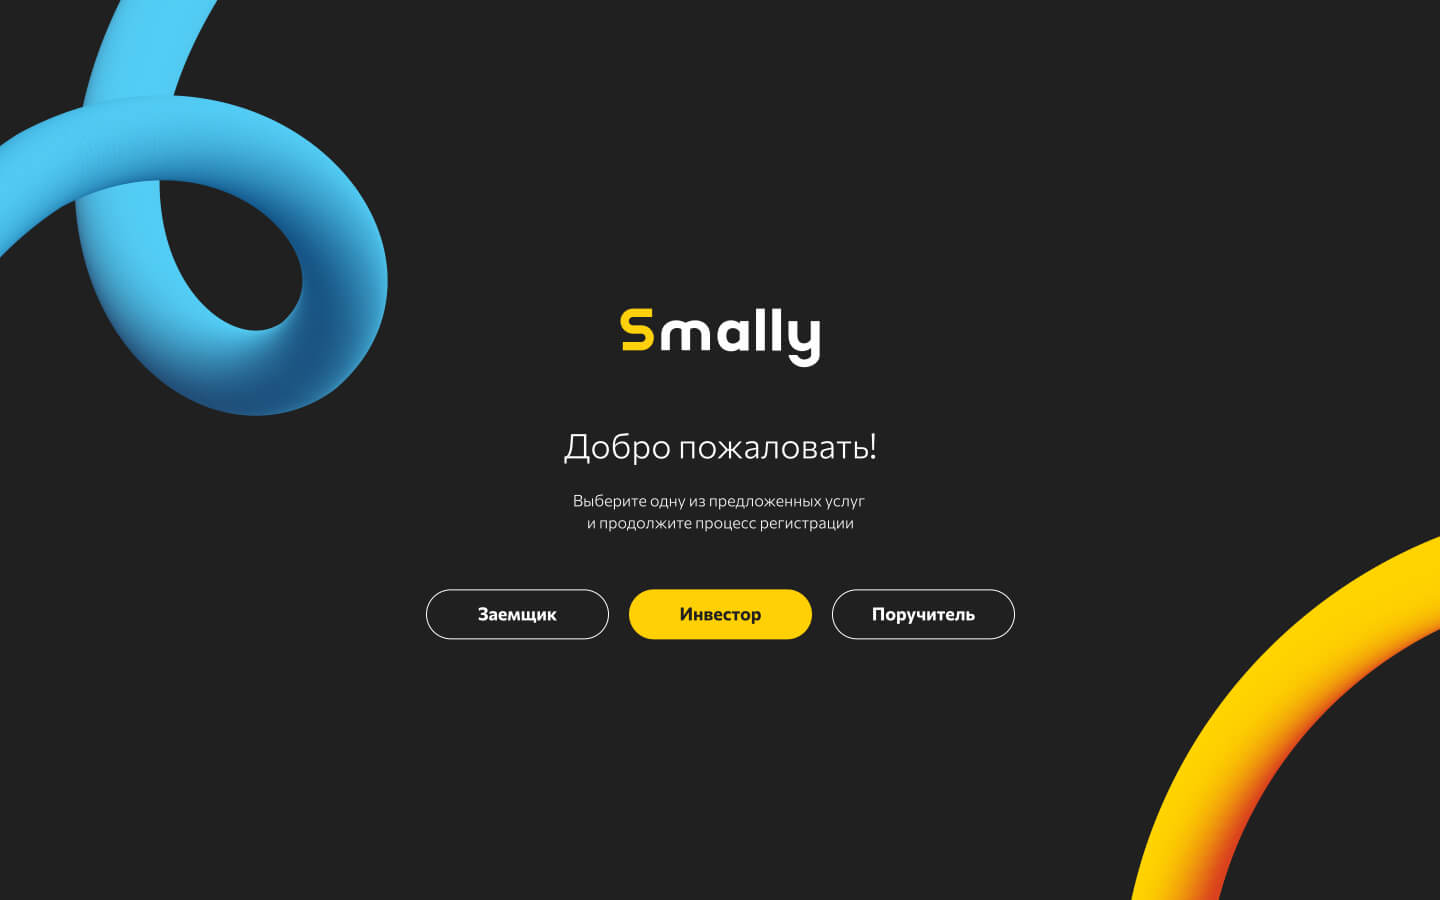 Smally
Добро пожаловать!
Выберите одну из предложенных услуг
и продолжите процесс регистрации
Заемщик
Инвестор
Поручитель